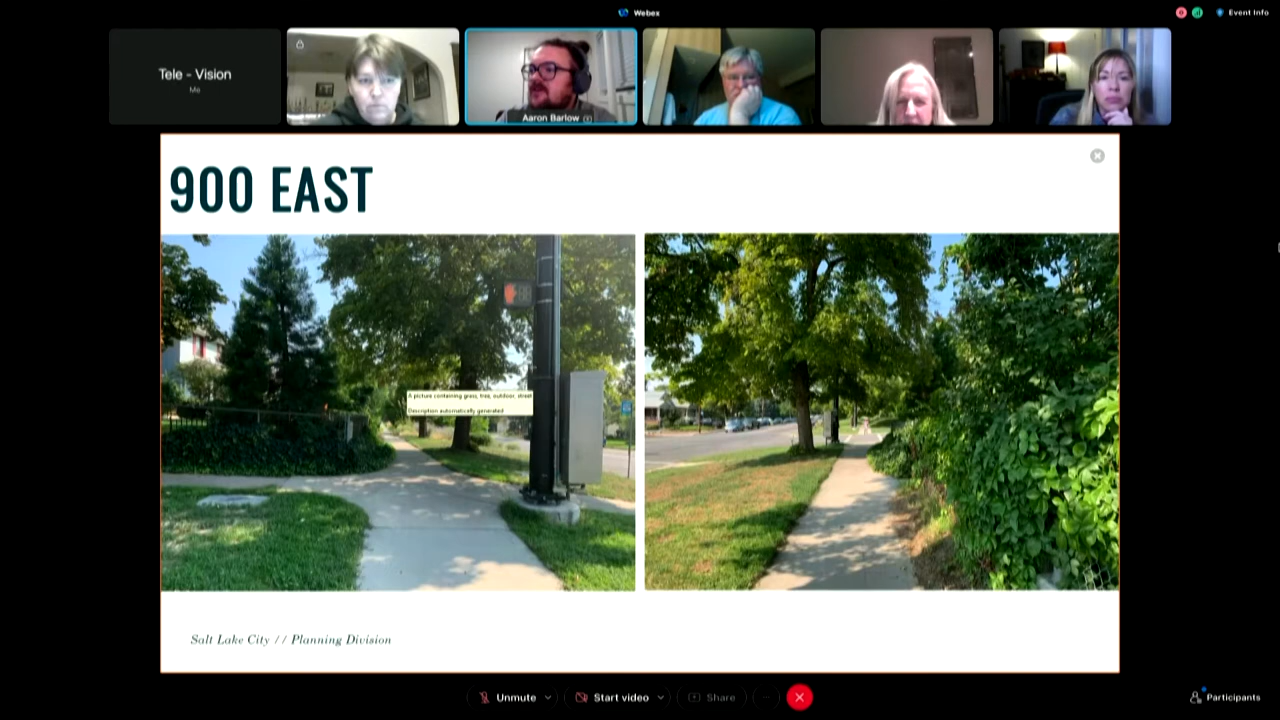 Webex
Event Info
Tele - Vision
Me
Aaron Barlow
900 EAST
A picture containing grass, tree, outdoor, street
Description automatically generated
Salt Lake City // Planning Division
Unmute
Start video
Share
Participants